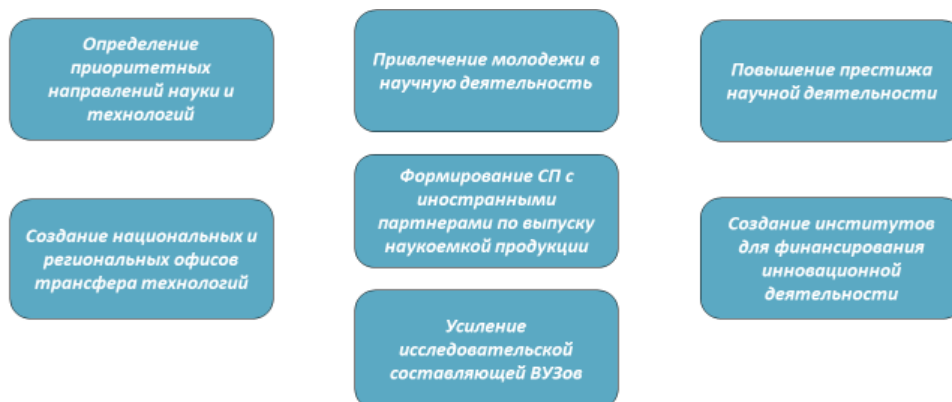 Определение
приоритетных
направлений науки и
технологий
Привлечение молодежи в
научную деятельность
Повышение престижа
научной деятельности
Создание национальных и
региональных офисов
трансфера технологий
Формирование СП с
иностранными
партнерами по выпуску
наукоемкой продукции
Создание институтов
для финансирования
инновационной
деятельности
Усиление
исследовательской
составляющей ВУЗов